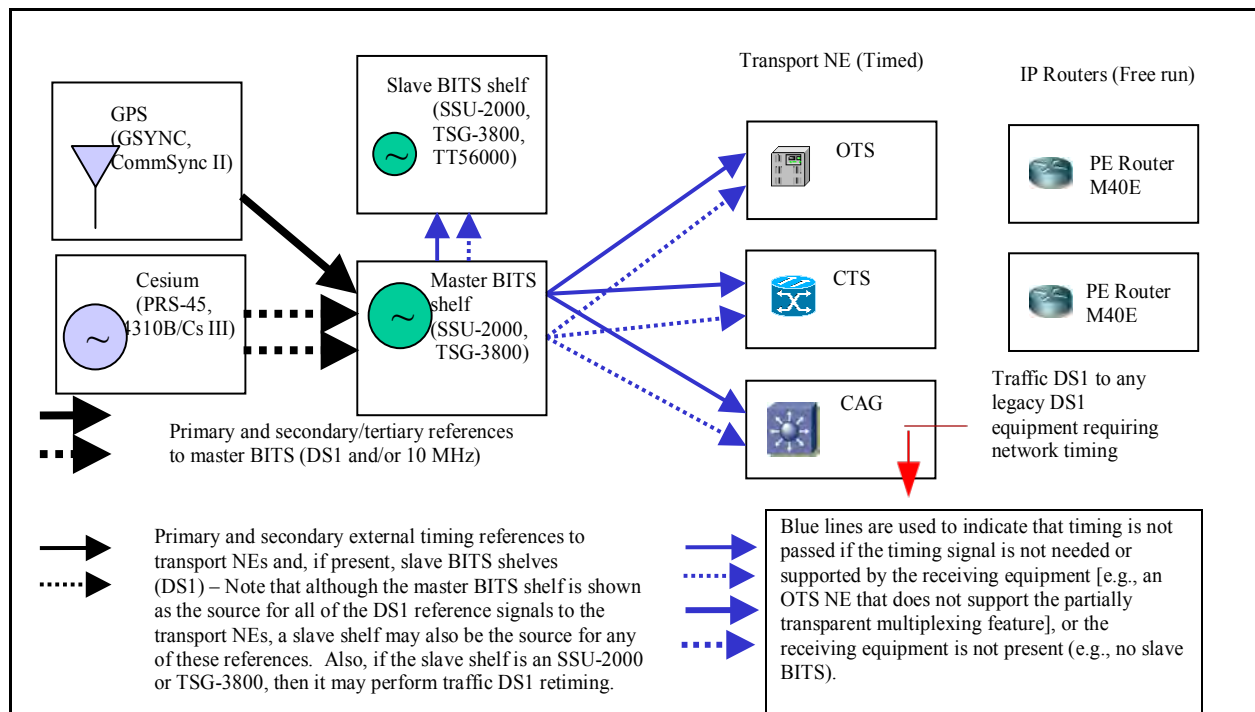 GPS
(GSYNC,
CommSync II)
Slave BITS shelf
(SSU-2000,
TSG-3800,
TT56000)
Transport NE (Timed)
IP Routers (Free run)
OTS
PE Router
M40E
Cesium
(PRS-45,
4310B/Cs III)
~
~
Master BITS
shelf
(SSU-2000,
TSG-3800)
~
CTS
PE Router
M40E
CAG
Traffic DS1 to any
legacy DS1
equipment requiring
network timing
Primary and secondary/tertiary references
to master BITS (DS1 and/or 10 MHz)
Primary and secondary external timing references to
transport NEs and, if present, slave BITS shelves
(DS1) – Note that although the master BITS shelf is shown
as the source for all of the DS1 reference signals to the
transport NEs, a slave shelf may also be the source for any
of these references. Also, if the slave shelf is an SSU-2000
or TSG-3800, then it may perform traffic DS1 retiming.
Blue lines are used to indicate that timing is not
passed if the timing signal is not needed or
supported by the receiving equipment [e.g., an
OTS NE that does not support the partially
transparent multiplexing feature], or the
receiving equipment is not present (e.g., no slave
BITS).